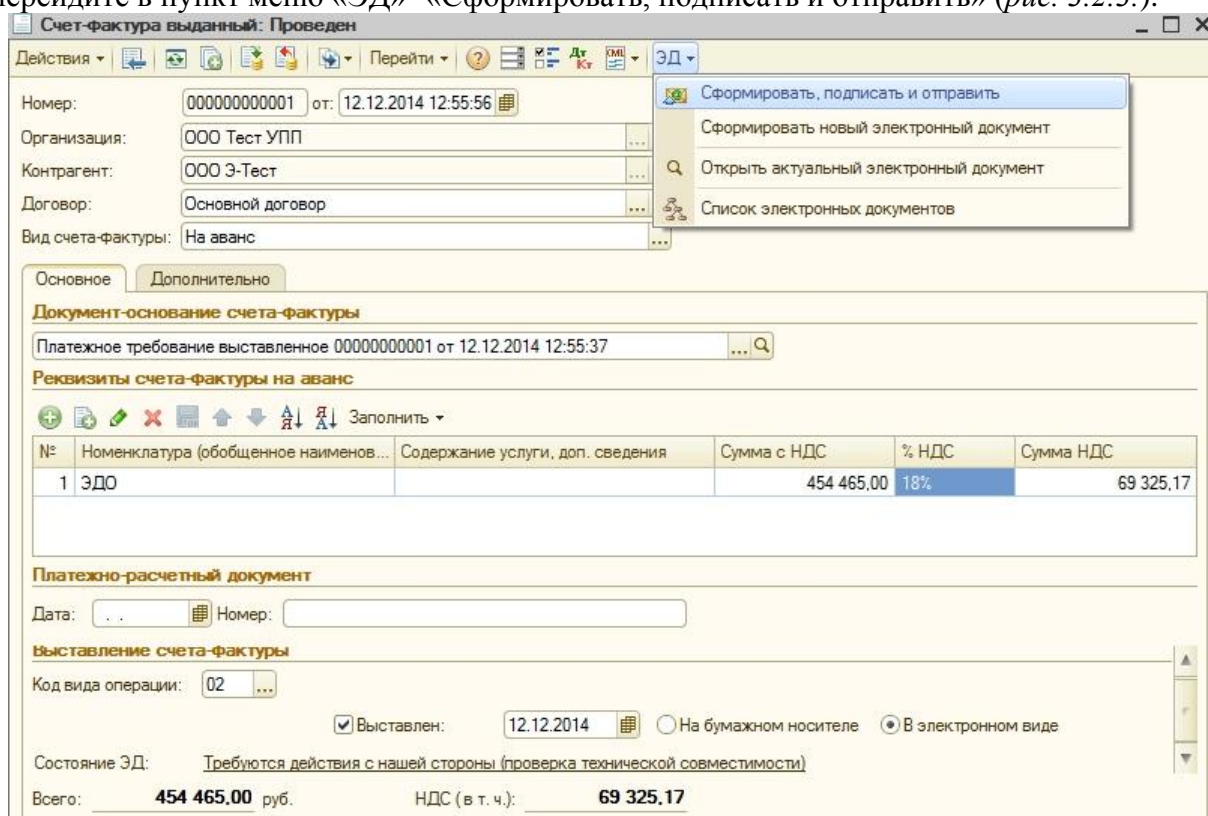 перейдите в пункт меню «ЭД» «Сформировать, подписать и отправить» (рис. 3.2.3.).
Счет-фактура выданный: Проведен
Действия Перейти ЭД
Сформировать, подписать и отправить
Сформировать новый электронный документ
Открыть актуальный электронный документ
Список электронных документов
Номер: 000000000001 от: 12.12.2014 12:55:56
Организация: ООО Тест УПП ...
Контрагент: ООО Э-Тест ...
Договор: Основной договор ...
Вид счета-фактуры: На аванс ...
Основное Дополнительно
Документ-основание счета-фактуры
Платежное требование выставленное 00000000001 от 12.12.2014 12:55:37 ...
Реквизиты счета-фактуры на аванс
Заполнить
№ Номенклатура (обобщенное наименов... Содержание услуги, доп. сведения Сумма с НДС % НДС Сумма НДС
1 ЭДО 454 465,00 18% 69 325,17
Платежно-расчетный документ
Дата: . . Номер:
Выставление счета-фактуры
Код вида операции: 02 ...
Выставлен: 12.12.2014 На бумажном носителе В электронном виде
Состояние ЭД: Требуются действия с нашей стороны (проверка технической совместимости)
Всего: 454 465,00 руб. НДС (в т. ч.): 69 325,17